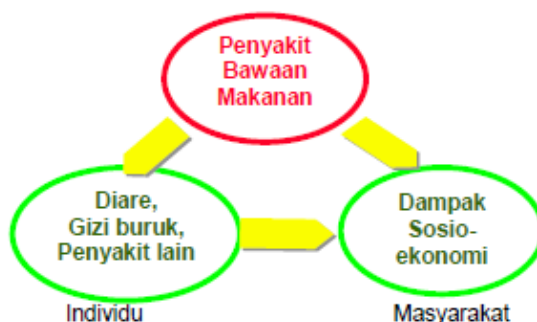 Penyakit
Bawaan
Makanan
Diare,
Gizi buruk,
Penyakit lain
Dampak
Sosio-
ekonomi
Individu
Masyarakat